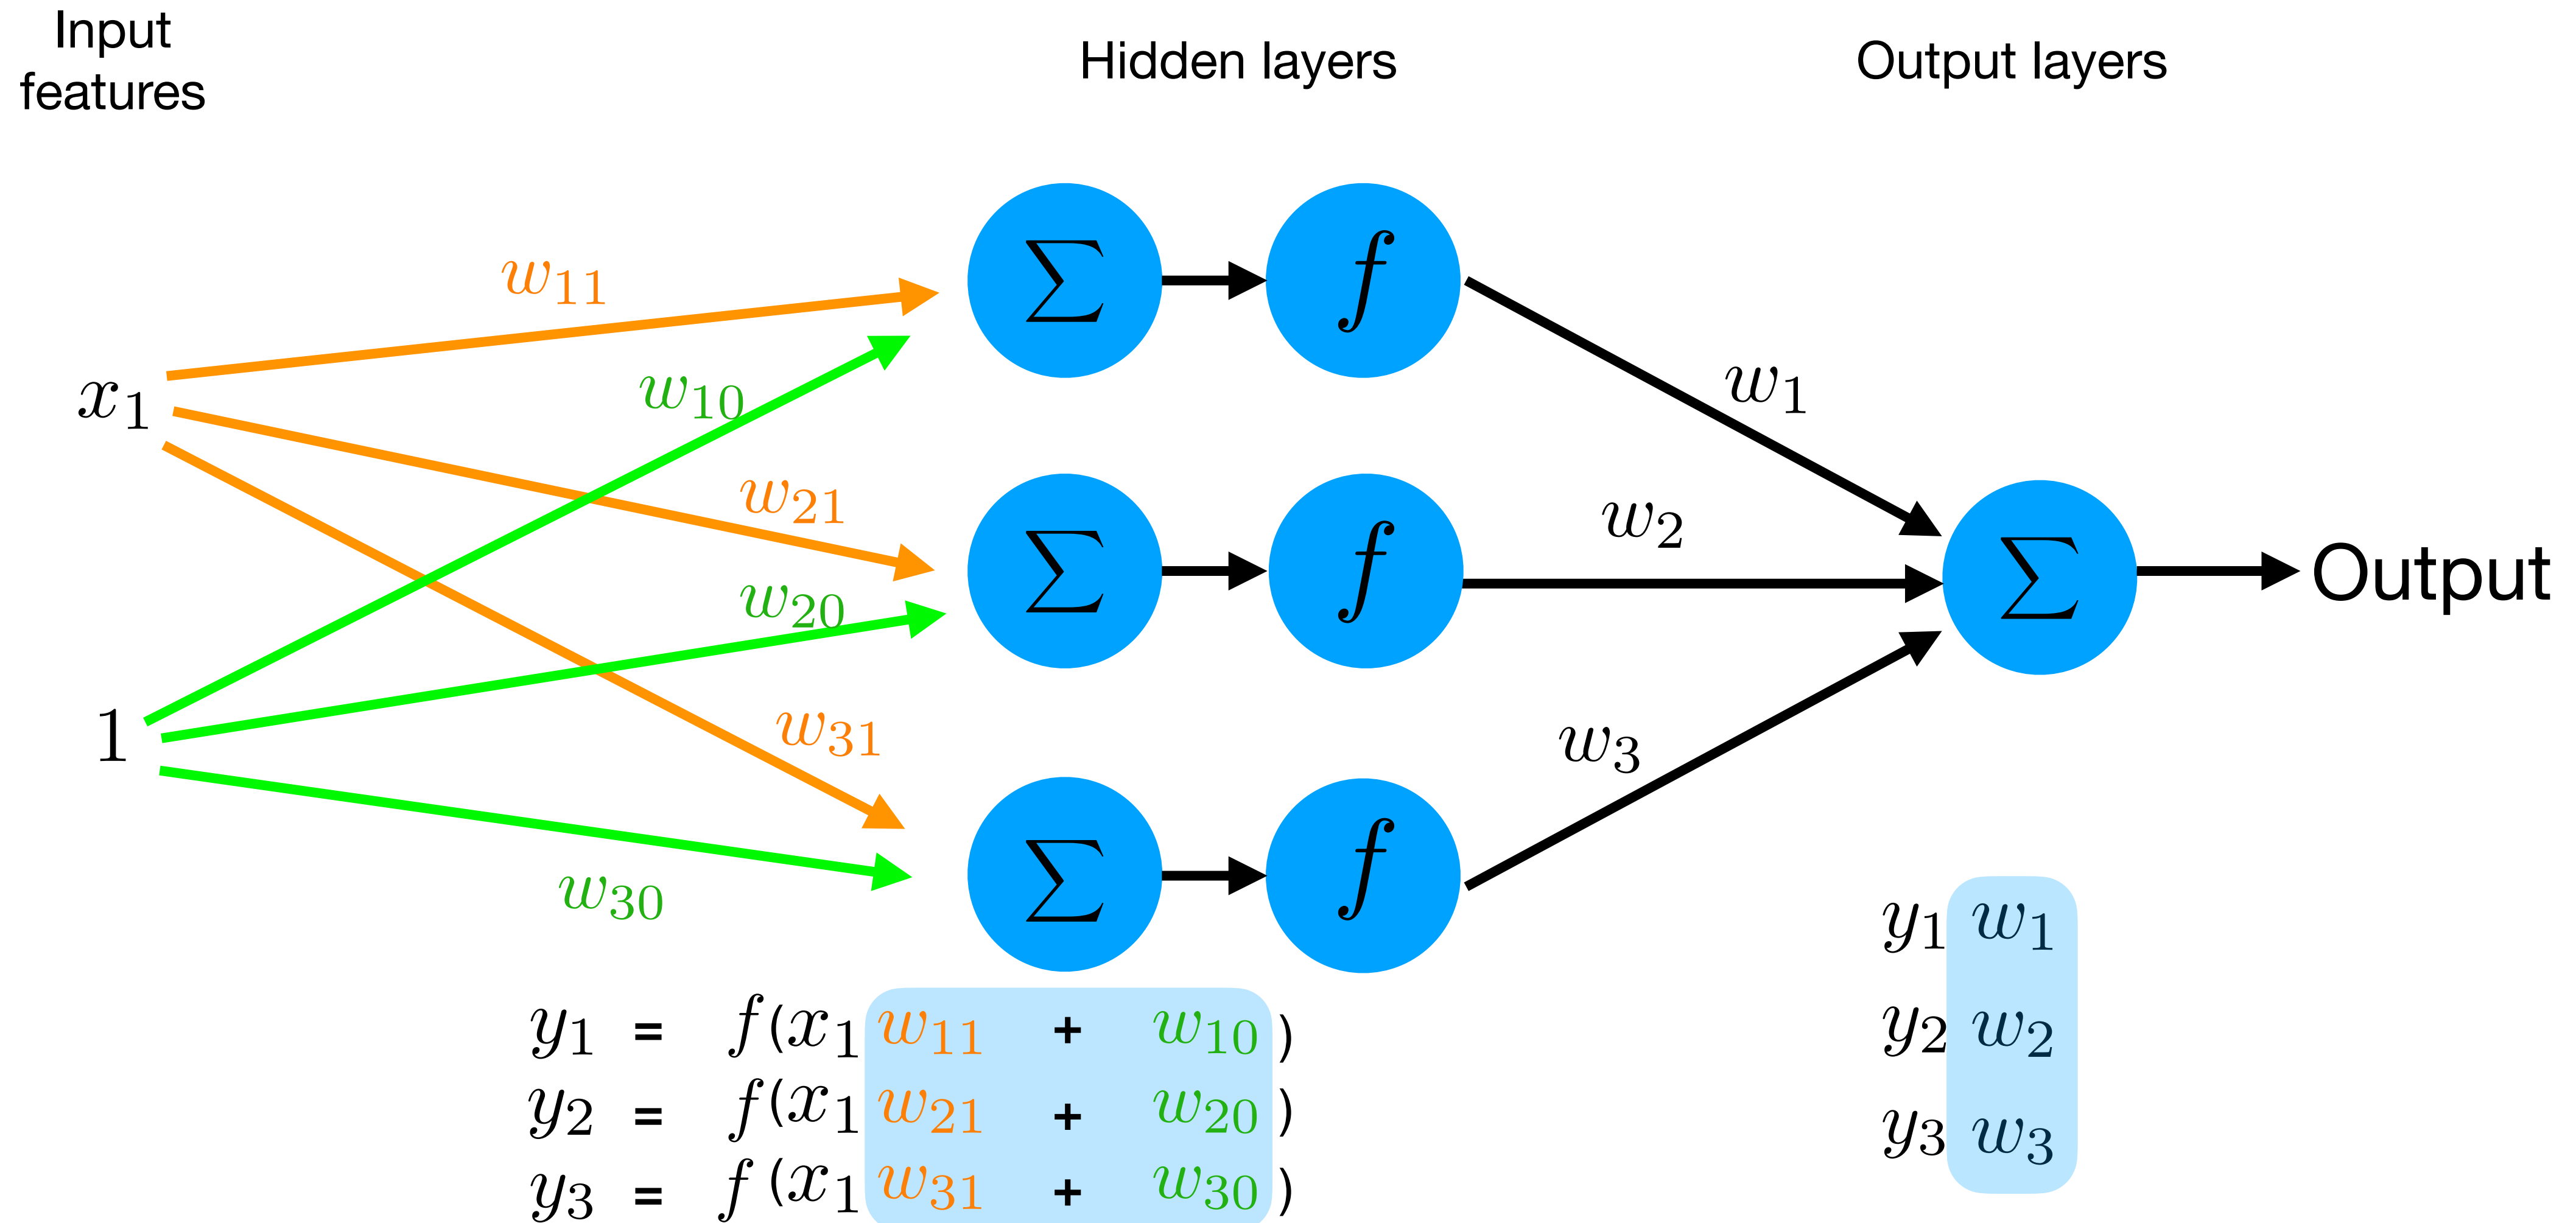 Input
features
Hidden layers
Output layers
w₁₁
w₁₀
x₁
w₂₁
w₂₀
1
w₃₁
w₃₀
∑
f
∑
f
∑
f
w₁
w₂
w₃
∑
Output
y₁ = f(x₁ w₁₁ + w₁₀)
y₂ = f(x₁ w₂₁ + w₂₀)
y₃ = f(x₁ w₃₁ + w₃₀)
y₁ w₁
y₂ w₂
y₃ w₃